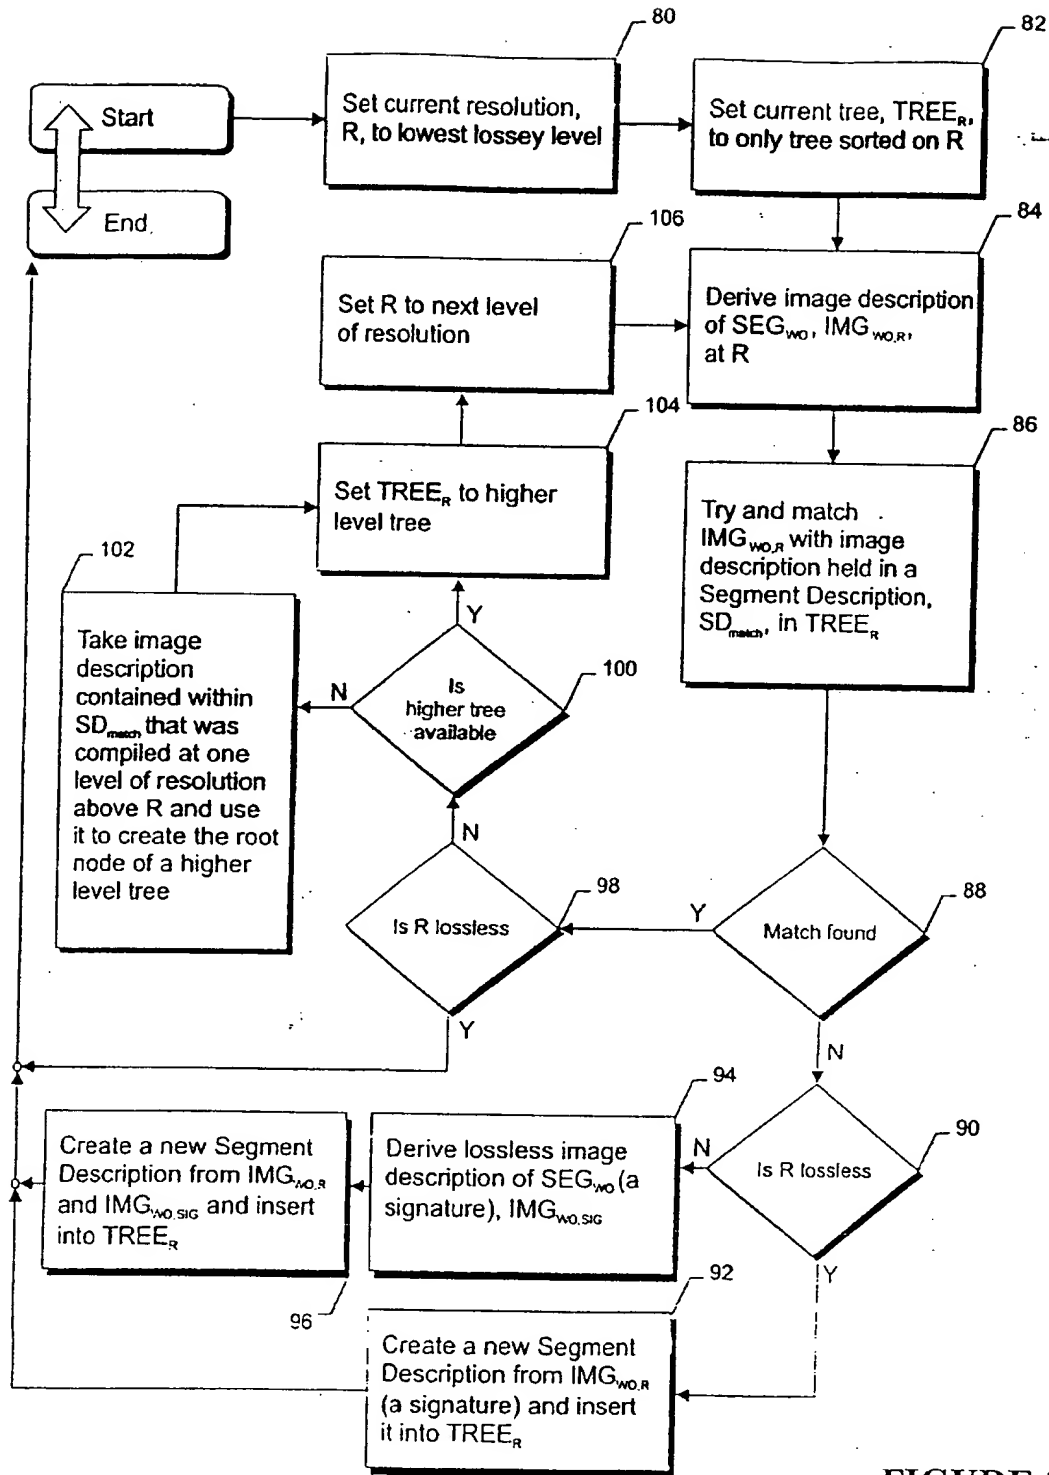 80
82
Start
Set current resolution,
R, to lowest lossey level
Set current tree, TREE_R,
to only tree sorted on R
End
106
84
Set R to next level
of resolution
Derive image description
of SEG_WO, IMG_WO,R,
at R
104
86
Set TREE_R to higher
level tree
Try and match
IMG_WO,R with image
description held in a
Segment Description,
SD_match, in TREE_R
102
Take image
description
contained within
SD_match that was
compiled at one
level of resolution
above R and use
it to create the root
node of a higher
level tree
Y
N
Is
higher tree
available
100
N
98
Is R lossless
Y
Y
88
Match found
N
94
90
Create a new Segment
Description from IMG_WO,R
and IMG_WO,SIG and insert
into TREE_R
Derive lossless image
description of SEG_WO (a
signature), IMG_WO,SIG
N
Is R lossless
Y
96
92
Create a new Segment
Description from IMG_WO,R
(a signature) and insert
it into TREE_R
FIGURE